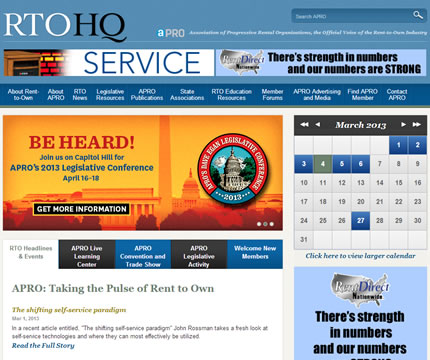 RTOHQ
Search APRO
APRO Association of Progressive Rental Organizations, the Official Voice of the Rent-to-Own Industry
SERVICE
RentDirect
Nationwide
There's strength in numbers
and our numbers are STRONG
About Rent-to-Own
About APRO
RTO News
Legislative Resources
APRO Publications
State Associations
RTO Education Resources
Member Forums
APRO Advertising and Media
Find APRO Member
Contact APRO
BE HEARD!
Join us on Capitol Hill for
APRO's 2013 Legislative Conference
April 16-18
GET MORE INFORMATION
APRO'S DAVE EGAN LEGISLATIVE CONFERENCE
2013
March 2013
1 2
3 4 5 6 7 8 9
10 11 12 13 14 15 16
17 18 19 20 21 22 23
24 25 26 27 28 29 30
31
Click here to view larger calendar
RTO Headlines & Events
APRO Live Learning Center
APRO Convention and Trade Show
APRO Legislative Activity
Welcome New Members
APRO: Taking the Pulse of Rent to Own
The shifting self-service paradigm
Mar 1, 2013
In a recent article entitled, "The shifting self-service paradigm" John Rossman takes a fresh look at
self-service technologies and where they can most effectively be utilized.
Read the Full Story
RentDirect
Nationwide
There's strength
in numbers
and our numbers
are STRONG